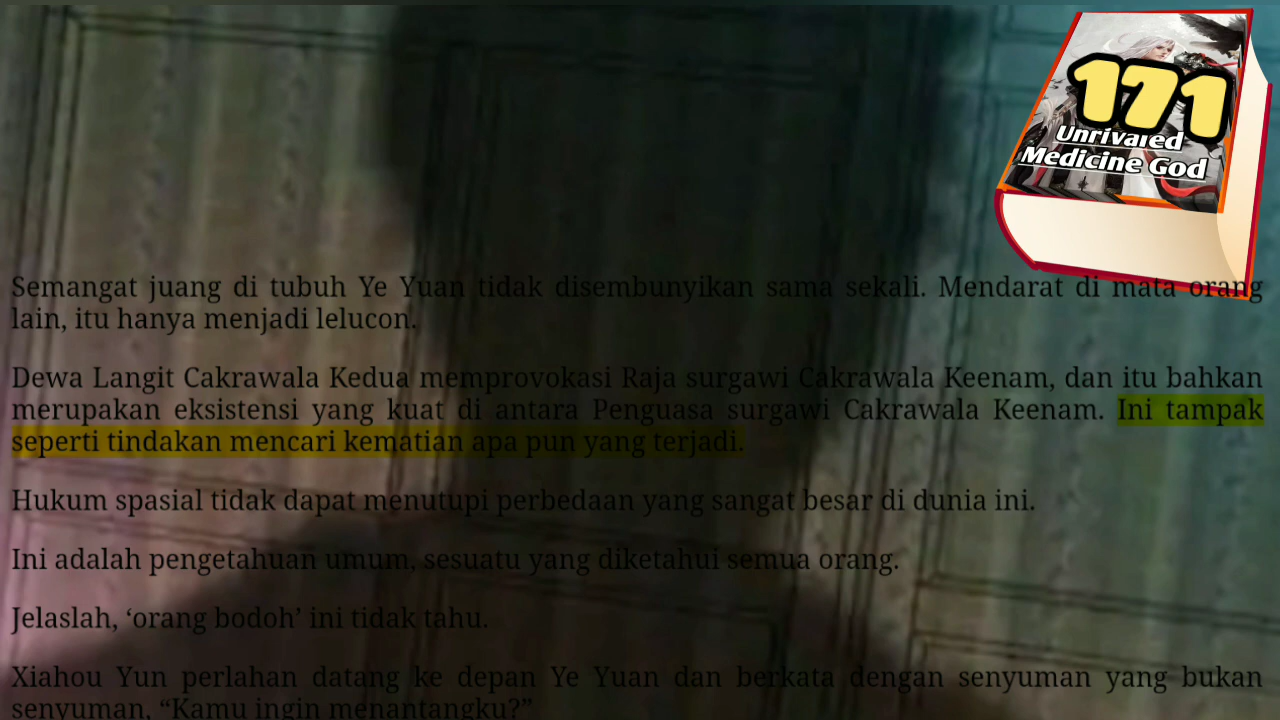 171
Unrivaled
Medicine God
Semangat juang di tubuh Ye Yuan tidak disembunyikan sama sekali. Mendarat di mata orang
lain, itu hanya menjadi lelucon.
Dewa Langit Cakrawala Kedua memprovokasi Raja surgawi Cakrawala Keenam, dan itu bahkan
merupakan eksistensi yang kuat di antara Penguasa surgawi Cakrawala Keenam. Ini tampak
seperti tindakan mencari kematian apa pun yang terjadi.
Hukum spasial tidak dapat menutupi perbedaan yang sangat besar di dunia ini.
Ini adalah pengetahuan umum, sesuatu yang diketahui semua orang.
Jelaslah, ‘orang bodoh’ ini tidak tahu.
Xiahou Yun perlahan datang ke depan Ye Yuan dan berkata dengan senyuman yang bukan
senyuman, “Kamu ingin menantangku?”